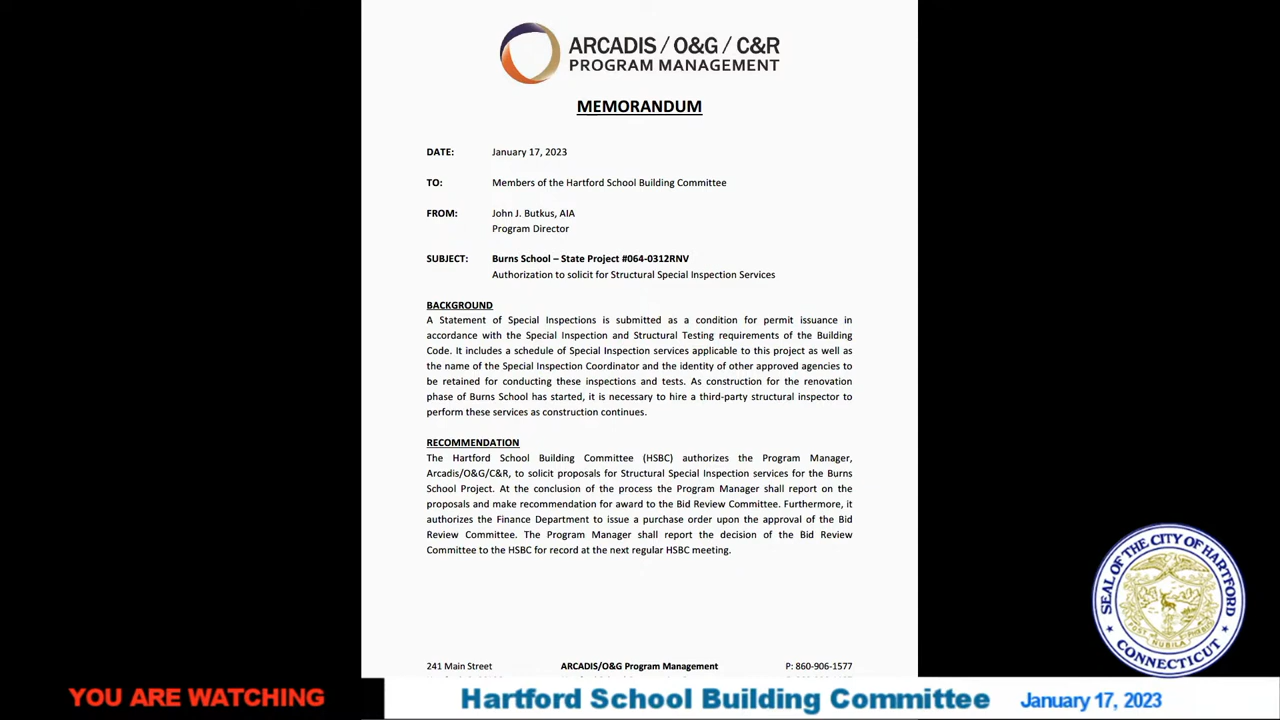 ARCADIS / O&G / C&R
PROGRAM MANAGEMENT
MEMORANDUM
DATE: January 17, 2023
TO: Members of the Hartford School Building Committee
FROM: John J. Butkus, AIA
Program Director
SUBJECT: Burns School – State Project #064-0312RNV
Authorization to solicit for Structural Special Inspection Services
BACKGROUND
A Statement of Special Inspections is submitted as a condition for permit issuance in
accordance with the Special Inspection and Structural Testing requirements of the Building
Code. It includes a schedule of Special Inspection services applicable to this project as well as
the name of the Special Inspection Coordinator and the identity of other approved agencies to
be retained for conducting these inspections and tests. As construction for the renovation
phase of Burns School has started, it is necessary to hire a third-party structural inspector to
perform these services as construction continues.
RECOMMENDATION
The Hartford School Building Committee (HSBC) authorizes the Program Manager,
Arcadis/O&G/C&R, to solicit proposals for Structural Special Inspection services for the Burns
School Project. At the conclusion of the process the Program Manager shall report on the
proposals and make recommendation for award to the Bid Review Committee. Furthermore, it
authorizes the Finance Department to issue a purchase order upon the approval of the Bid
Review Committee. The Program Manager shall report the decision of the Bid Review
Committee to the HSBC for record at the next regular HSBC meeting.
241 Main Street ARCADIS/O&G Program Management P: 860-906-1577
SEAL OF THE CITY OF HARTFORD
CONNECTICUT
YOU ARE WATCHING Hartford School Building Committee January 17, 2023